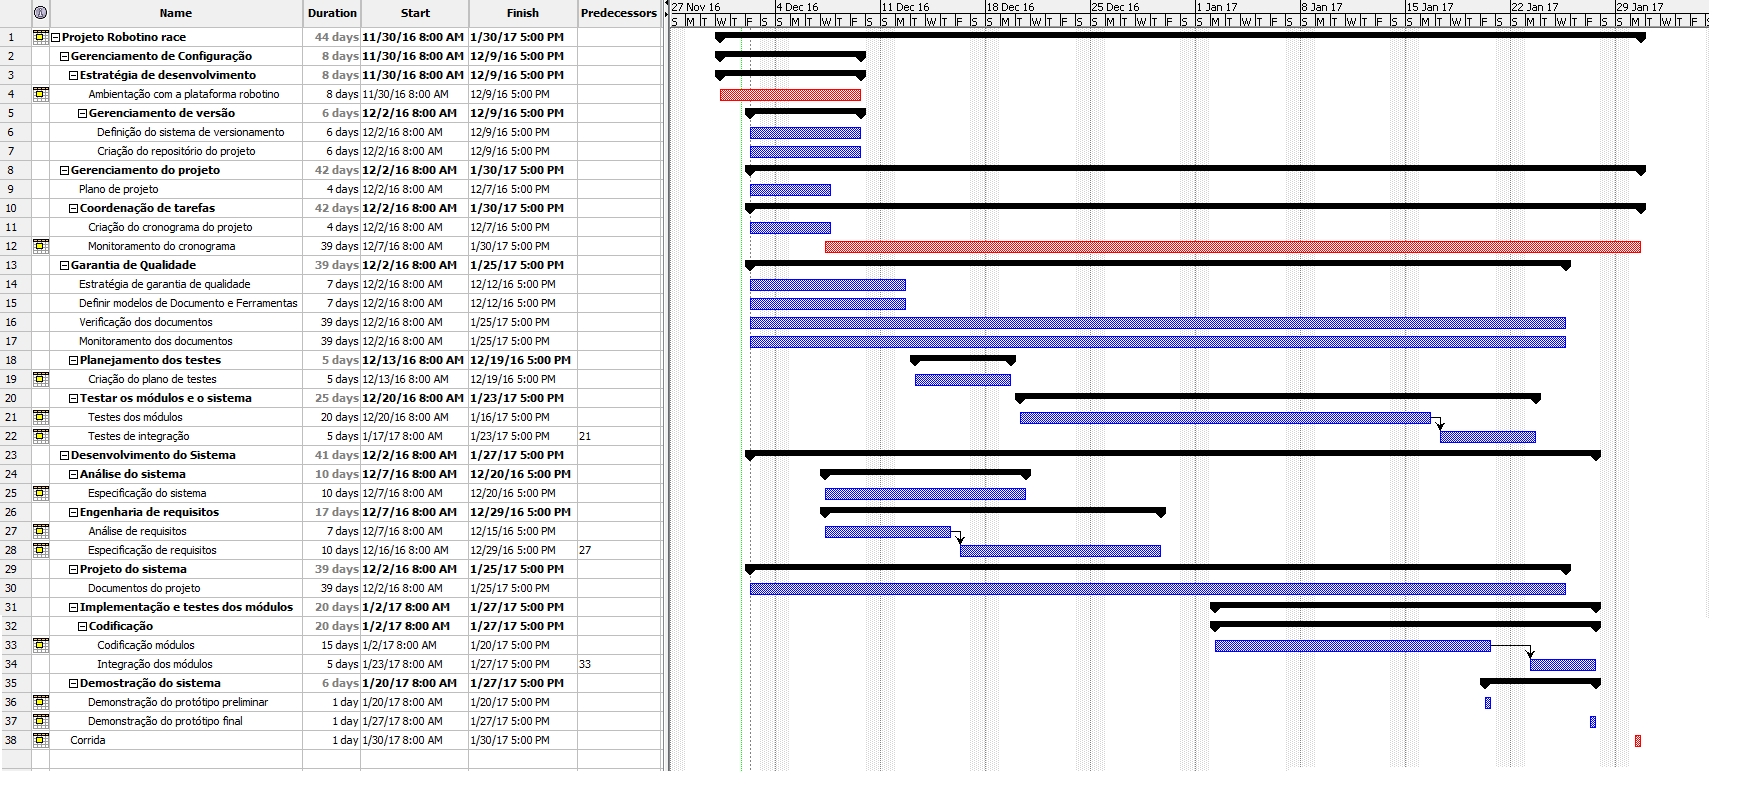 Name Duration Start Finish Predecessors
27 Nov 16 4 Dec 16 11 Dec 16 18 Dec 16 25 Dec 16 1 Jan 17 8 Jan 17 15 Jan 17 22 Jan 17 29 Jan 17
S M T W T F S S M T W T F S S M T W T F S S M T W T F S S M T W T F S S M T W T F S S M T W T F S S M T W T F S S M T W T F S S M T W T F S
1 Projeto Robotino race 44 days 11/30/16 8:00 AM 1/30/17 5:00 PM
2 Gerenciamento de Configuração 8 days 11/30/16 8:00 AM 12/9/16 5:00 PM
3 Estratégia de desenvolvimento 8 days 11/30/16 8:00 AM 12/9/16 5:00 PM
4 Ambientação com a plataforma robotino 8 days 11/30/16 8:00 AM 12/9/16 5:00 PM
5 Gerenciamento de versão 6 days 12/2/16 8:00 AM 12/9/16 5:00 PM
6 Definição do sistema de versionamento 6 days 12/2/16 8:00 AM 12/9/16 5:00 PM
7 Criação do repositório do projeto 6 days 12/2/16 8:00 AM 12/9/16 5:00 PM
8 Gerenciamento do projeto 42 days 12/2/16 8:00 AM 1/30/17 5:00 PM
9 Plano de projeto 4 days 12/2/16 8:00 AM 12/7/16 5:00 PM
10 Coordenação de tarefas 42 days 12/2/16 8:00 AM 1/30/17 5:00 PM
11 Criação do cronograma do projeto 4 days 12/2/16 8:00 AM 12/7/16 5:00 PM
12 Monitoramento do cronograma 39 days 12/7/16 8:00 AM 1/30/17 5:00 PM
13 Garantia de Qualidade 39 days 12/2/16 8:00 AM 1/25/17 5:00 PM
14 Estratégia de garantia de qualidade 7 days 12/2/16 8:00 AM 12/12/16 5:00 PM
15 Definir modelos de Documento e Ferramentas 7 days 12/2/16 8:00 AM 12/12/16 5:00 PM
16 Verificação dos documentos 39 days 12/2/16 8:00 AM 1/25/17 5:00 PM
17 Monitoramento dos documentos 39 days 12/2/16 8:00 AM 1/25/17 5:00 PM
18 Planejamento dos testes 5 days 12/13/16 8:00 AM 12/19/16 5:00 PM
19 Criação do plano de testes 5 days 12/13/16 8:00 AM 12/19/16 5:00 PM
20 Testar os módulos e o sistema 25 days 12/20/16 8:00 AM 1/23/17 5:00 PM
21 Testes dos módulos 20 days 12/20/16 8:00 AM 1/16/17 5:00 PM
22 Testes de integração 5 days 1/17/17 8:00 AM 1/23/17 5:00 PM 21
23 Desenvolvimento do Sistema 41 days 12/2/16 8:00 AM 1/27/17 5:00 PM
24 Análise do sistema 10 days 12/7/16 8:00 AM 12/20/16 5:00 PM
25 Especificação do sistema 10 days 12/7/16 8:00 AM 12/20/16 5:00 PM
26 Engenharia de requisitos 17 days 12/7/16 8:00 AM 12/29/16 5:00 PM
27 Análise de requisitos 7 days 12/7/16 8:00 AM 12/15/16 5:00 PM
28 Especificação de requisitos 10 days 12/16/16 8:00 AM 12/29/16 5:00 PM 27
29 Projeto do sistema 39 days 12/2/16 8:00 AM 1/25/17 5:00 PM
30 Documentos do projeto 39 days 12/2/16 8:00 AM 1/25/17 5:00 PM
31 Implementação e testes dos módulos 20 days 1/2/17 8:00 AM 1/27/17 5:00 PM
32 Codificação 20 days 1/2/17 8:00 AM 1/27/17 5:00 PM
33 Codificação módulos 15 days 1/2/17 8:00 AM 1/20/17 5:00 PM
34 Integração dos módulos 5 days 1/23/17 8:00 AM 1/27/17 5:00 PM 33
35 Demostração do sistema 6 days 1/20/17 8:00 AM 1/27/17 5:00 PM
36 Demonstração do protótipo preliminar 1 day 1/20/17 8:00 AM 1/20/17 5:00 PM
37 Demonstração do protótipo final 1 day 1/27/17 8:00 AM 1/27/17 5:00 PM
38 Corrida 1 day 1/30/17 8:00 AM 1/30/17 5:00 PM